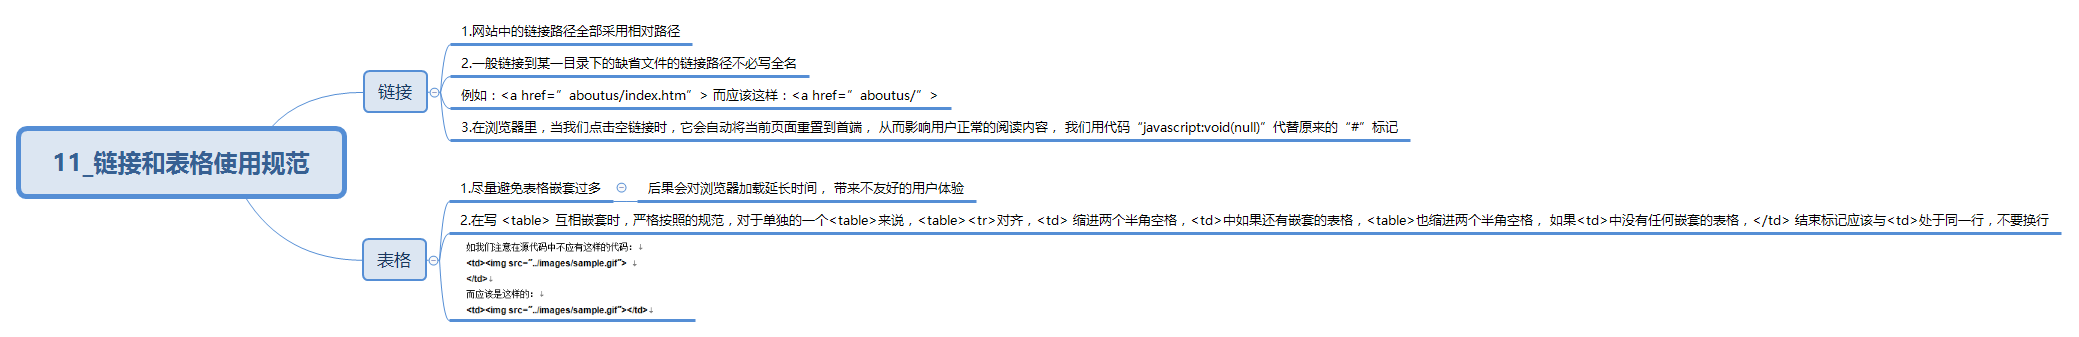 11_链接和表格使用规范
链接
1.网站中的链接路径全部采用相对路径
2.一般链接到某一目录下的缺省文件的链接路径不必写全名
例如：<a href=”aboutus/index.htm”> 而应该这样：<a href=”aboutus/”>
3.在浏览器里，当我们点击空链接时，它会自动将当前页面重置到首端， 从而影响用户正常的阅读内容， 我们用代码“javascript:void(null)”代替原来的“#”标记
表格
1.尽量避免表格嵌套过多
后果会对浏览器加载延长时间， 带来不友好的用户体验
2.在写 <table> 互相嵌套时，严格按照的规范，对于单独的一个<table>来说，<table><tr>对齐，<td> 缩进两个半角空格，<td>中如果还有嵌套的表格，<table>也缩进两个半角空格， 如果<td>中没有任何嵌套的表格，</td> 结束标记应该与<td>处于同一行，不要换行
如我们注意在源代码中不应有这样的代码：↓
<td><img src="../images/sample.gif"> ↓
</td>↓
而应该是这样的：↓
<td><img src="../images/sample.gif"></td>↓